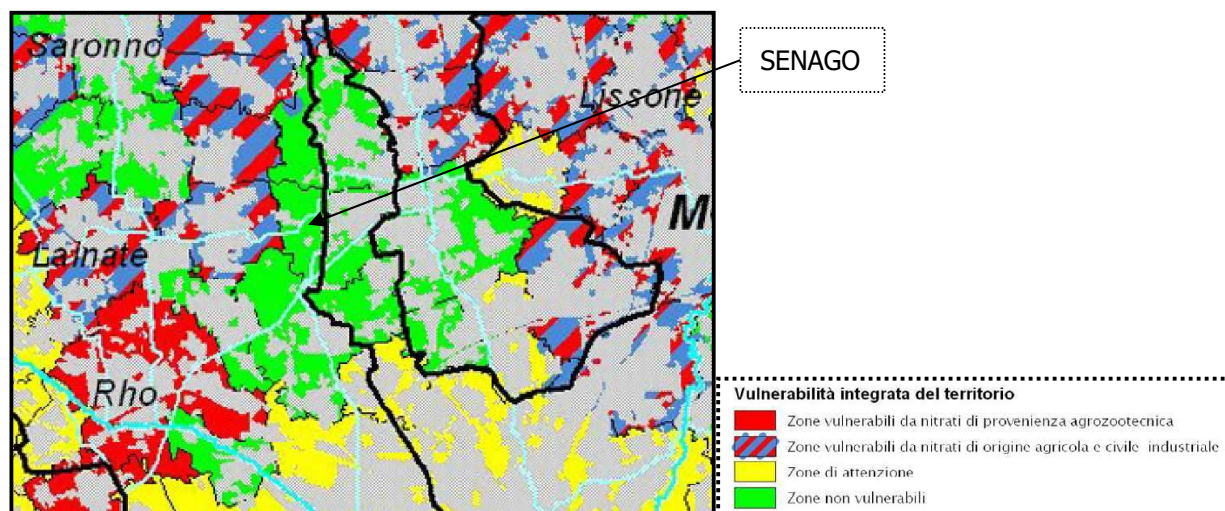 SENAGO
Saronno
Lissone
M
Lainate
Rho
Vulnerabilità integrata del territorio
Zone vulnerabili da nitrati di provenienza agrozootecnica
Zone vulnerabili da nitrati di origine agricola e civile industriale
Zone di attenzione
Zone non vulnerabili